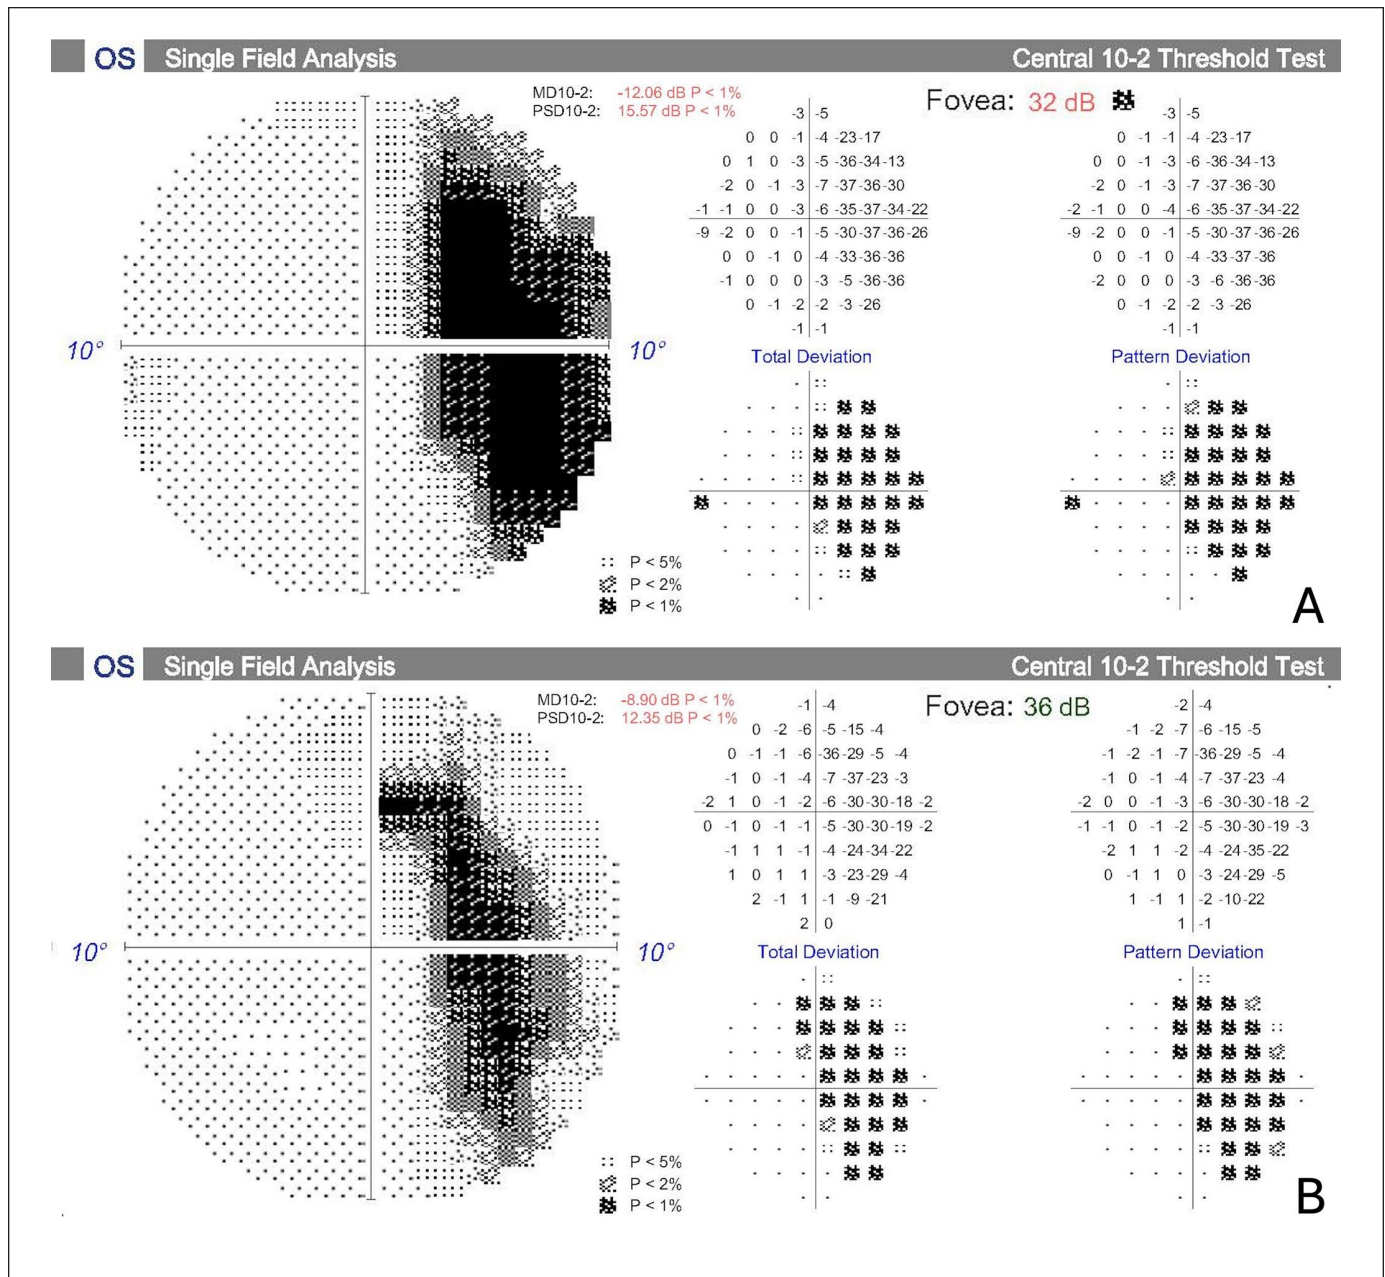 OS Single Field Analysis Central 10-2 Threshold Test
MD10-2: -12.06 dB P < 1%
PSD10-2: 15.57 dB P < 1%
Fovea: 32 dB
10° 10°
-3 -5
0 0 -1 -4 -23 -17
0 1 0 -3 -5 -36 -34 -13
-2 0 -1 -3 -7 -37 -36 -30
-1 -1 0 0 -3 -6 -35 -37 -34 -22
-9 -2 0 0 -1 -5 -30 -37 -36 -26
0 0 -1 0 -4 -33 -36 -36
-1 0 0 0 -3 -5 -36 -36
0 -1 -2 -2 -3 -26
-1 -1
Total Deviation
-3 -5
0 -1 -1 -4 -23 -17
0 0 -1 -3 -6 -36 -34 -13
-2 0 -1 -3 -7 -37 -36 -30
-2 -1 0 0 -4 -6 -35 -37 -34 -22
-9 -2 0 0 -1 -5 -30 -37 -36 -26
0 0 -1 0 -4 -33 -37 -36
-2 0 0 0 -3 -6 -36 -36
0 -1 -2 -2 -3 -26
-1 -1
Pattern Deviation
P < 5%
P < 2%
P < 1%
A
OS Single Field Analysis Central 10-2 Threshold Test
MD10-2: -8.90 dB P < 1%
PSD10-2: 12.35 dB P < 1%
Fovea: 36 dB
10° 10°
-1 -4
0 -2 -6 -5 -15 -4
0 -1 -1 -6 -36 -29 -5 -4
-1 0 -1 -4 -7 -37 -23 -3
-2 1 0 -1 -2 -6 -30 -30 -18 -2
0 -1 0 -1 -1 -5 -30 -30 -19 -2
-1 1 1 -1 -4 -24 -34 -22
1 0 1 1 -3 -23 -29 -4
2 -1 1 -1 -9 -21
2 0
Total Deviation
-2 -4
-1 -2 -7 -6 -15 -5
-1 -2 -1 -7 -36 -29 -5 -4
-1 0 -1 -4 -7 -37 -23 -4
-2 0 0 -1 -3 -6 -30 -30 -18 -2
-1 -1 0 -1 -2 -5 -30 -30 -19 -3
-2 1 1 -2 -4 -24 -35 -22
0 -1 1 0 -3 -24 -29 -5
1 -1 1 -2 -10 -22
1 -1
Pattern Deviation
P < 5%
P < 2%
P < 1%
B